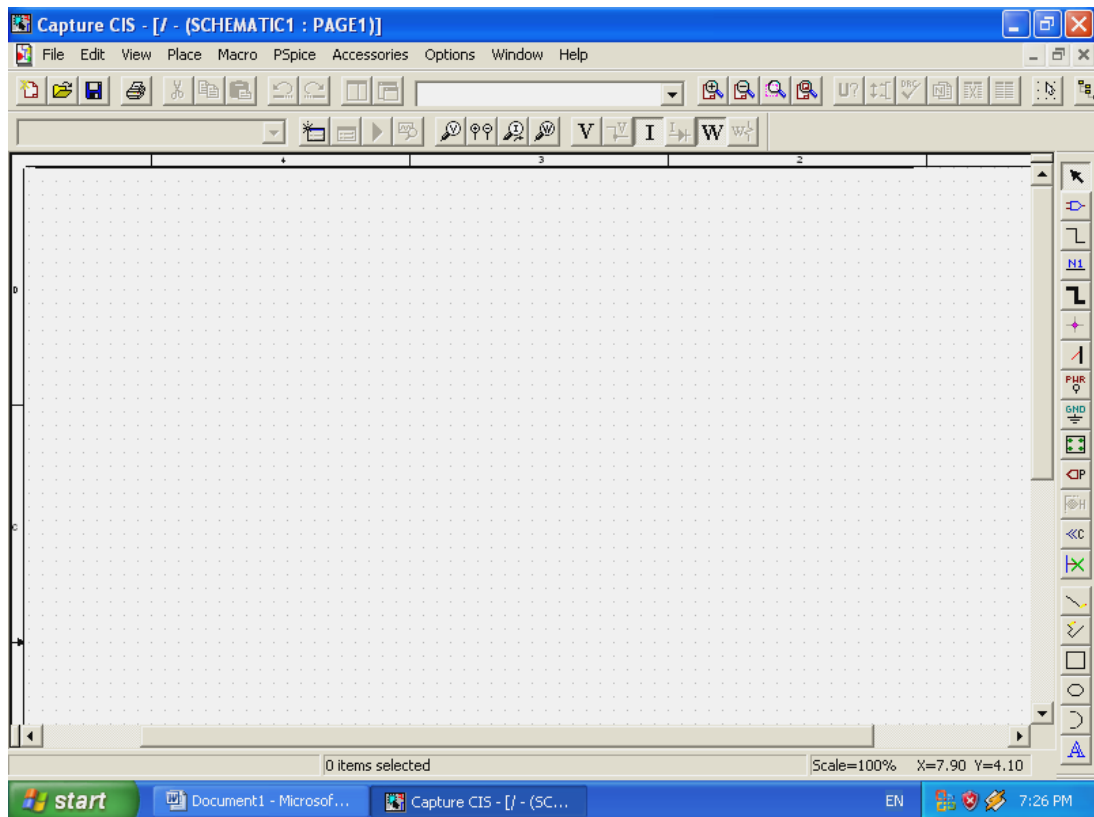 Capture CIS - [/ - (SCHEMATIC1 : PAGE1)]
File Edit View Place Macro PSpice Accessories Options Window Help
U? DRC
V V I I W W
4 3 2
N1
D
PWR
GND
P
H
C
«C
A
0 items selected Scale=100% X=7.90 Y=4.10
start Document1 - Microsof... Capture CIS - [/ - (SC... EN 7:26 PM